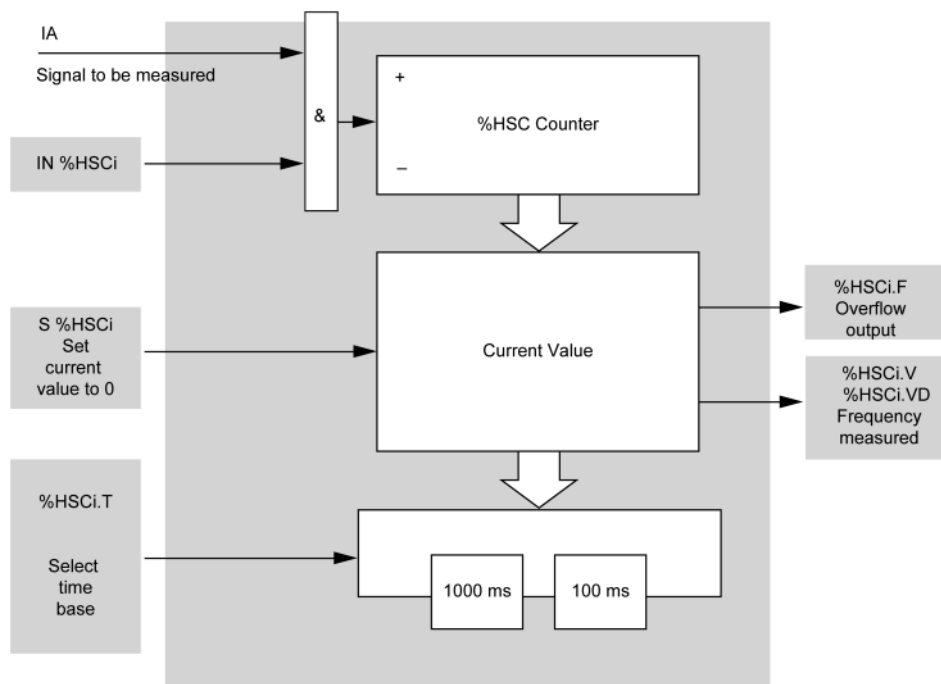 IA
Signal to be measured
IN %HSCi
&
+
%HSC Counter
–
S %HSCi
Set
current
value to 0
Current Value
%HSCi.F
Overflow
output
%HSCi.V
%HSCi.VD
Frequency
measured
%HSCi.T
Select
time
base
1000 ms
100 ms